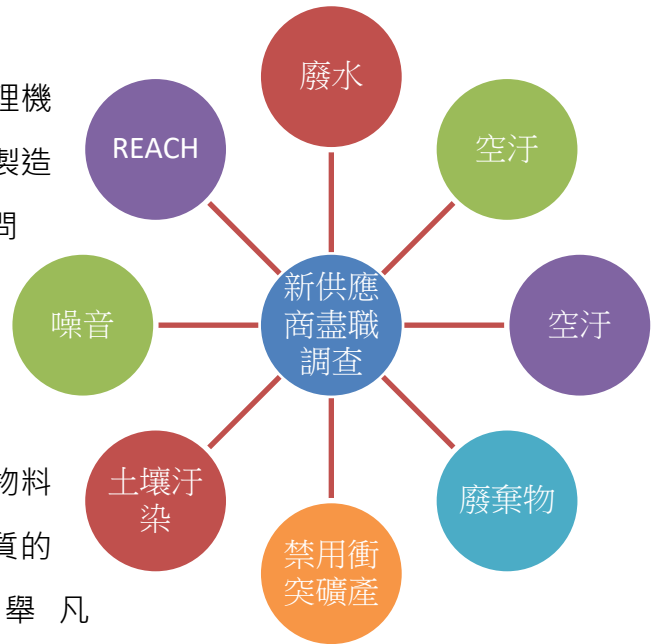 理機
製造
問
物料
質的
舉 凡
廢水
空汙
空汙
廢棄物
禁用衝
突礦產
土壤汙
染
噪音
REACH
新供應
商盡職
調查